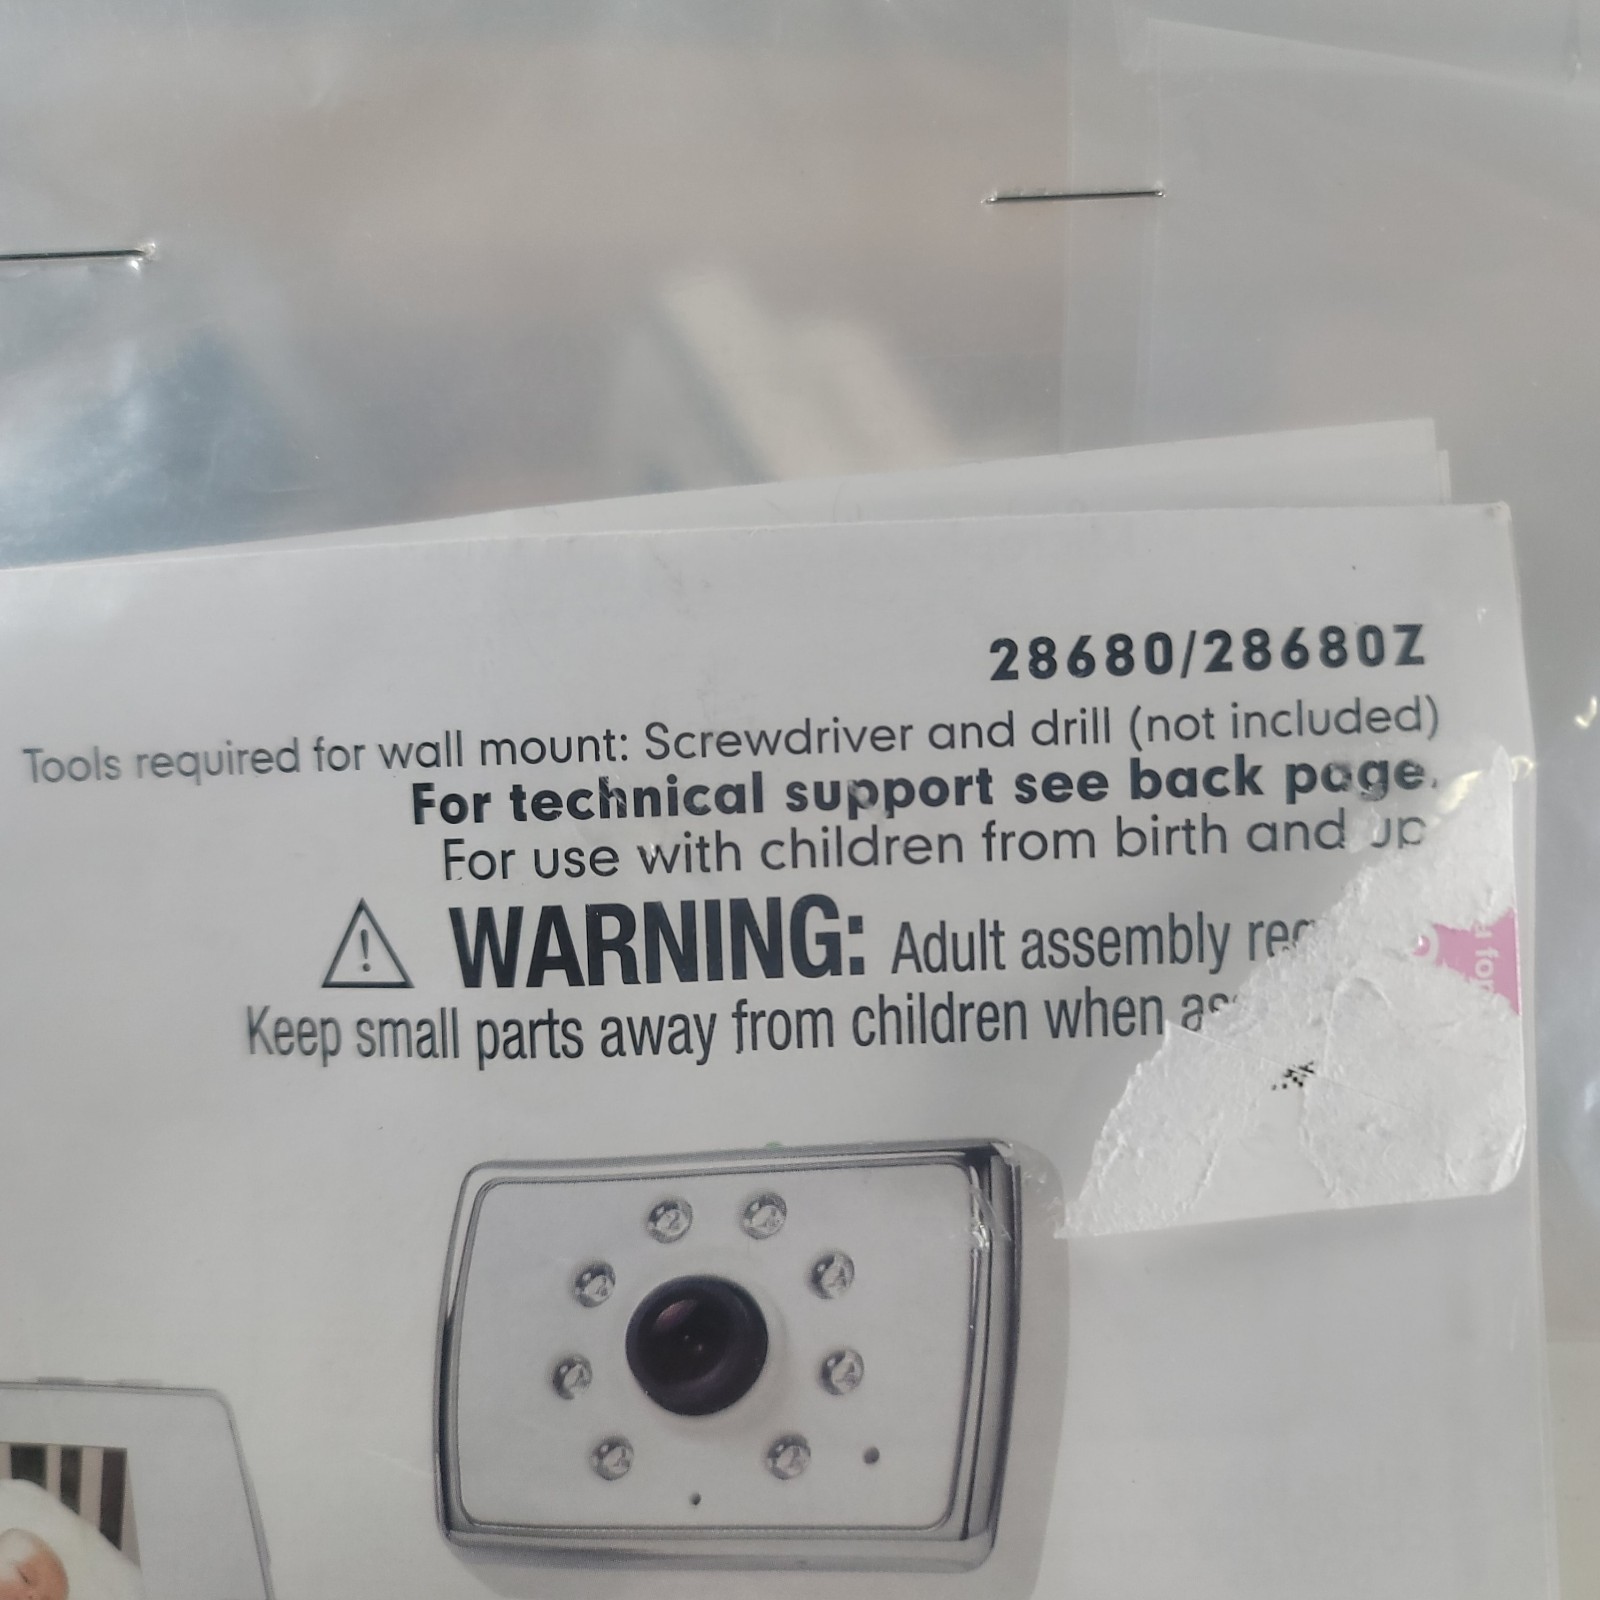 28680/28680Z
Tools required for wall mount: Screwdriver and drill (not included)
For technical support see back page.
For use with children from birth and up
WARNING: Adult assembly
Keep small parts away from children when